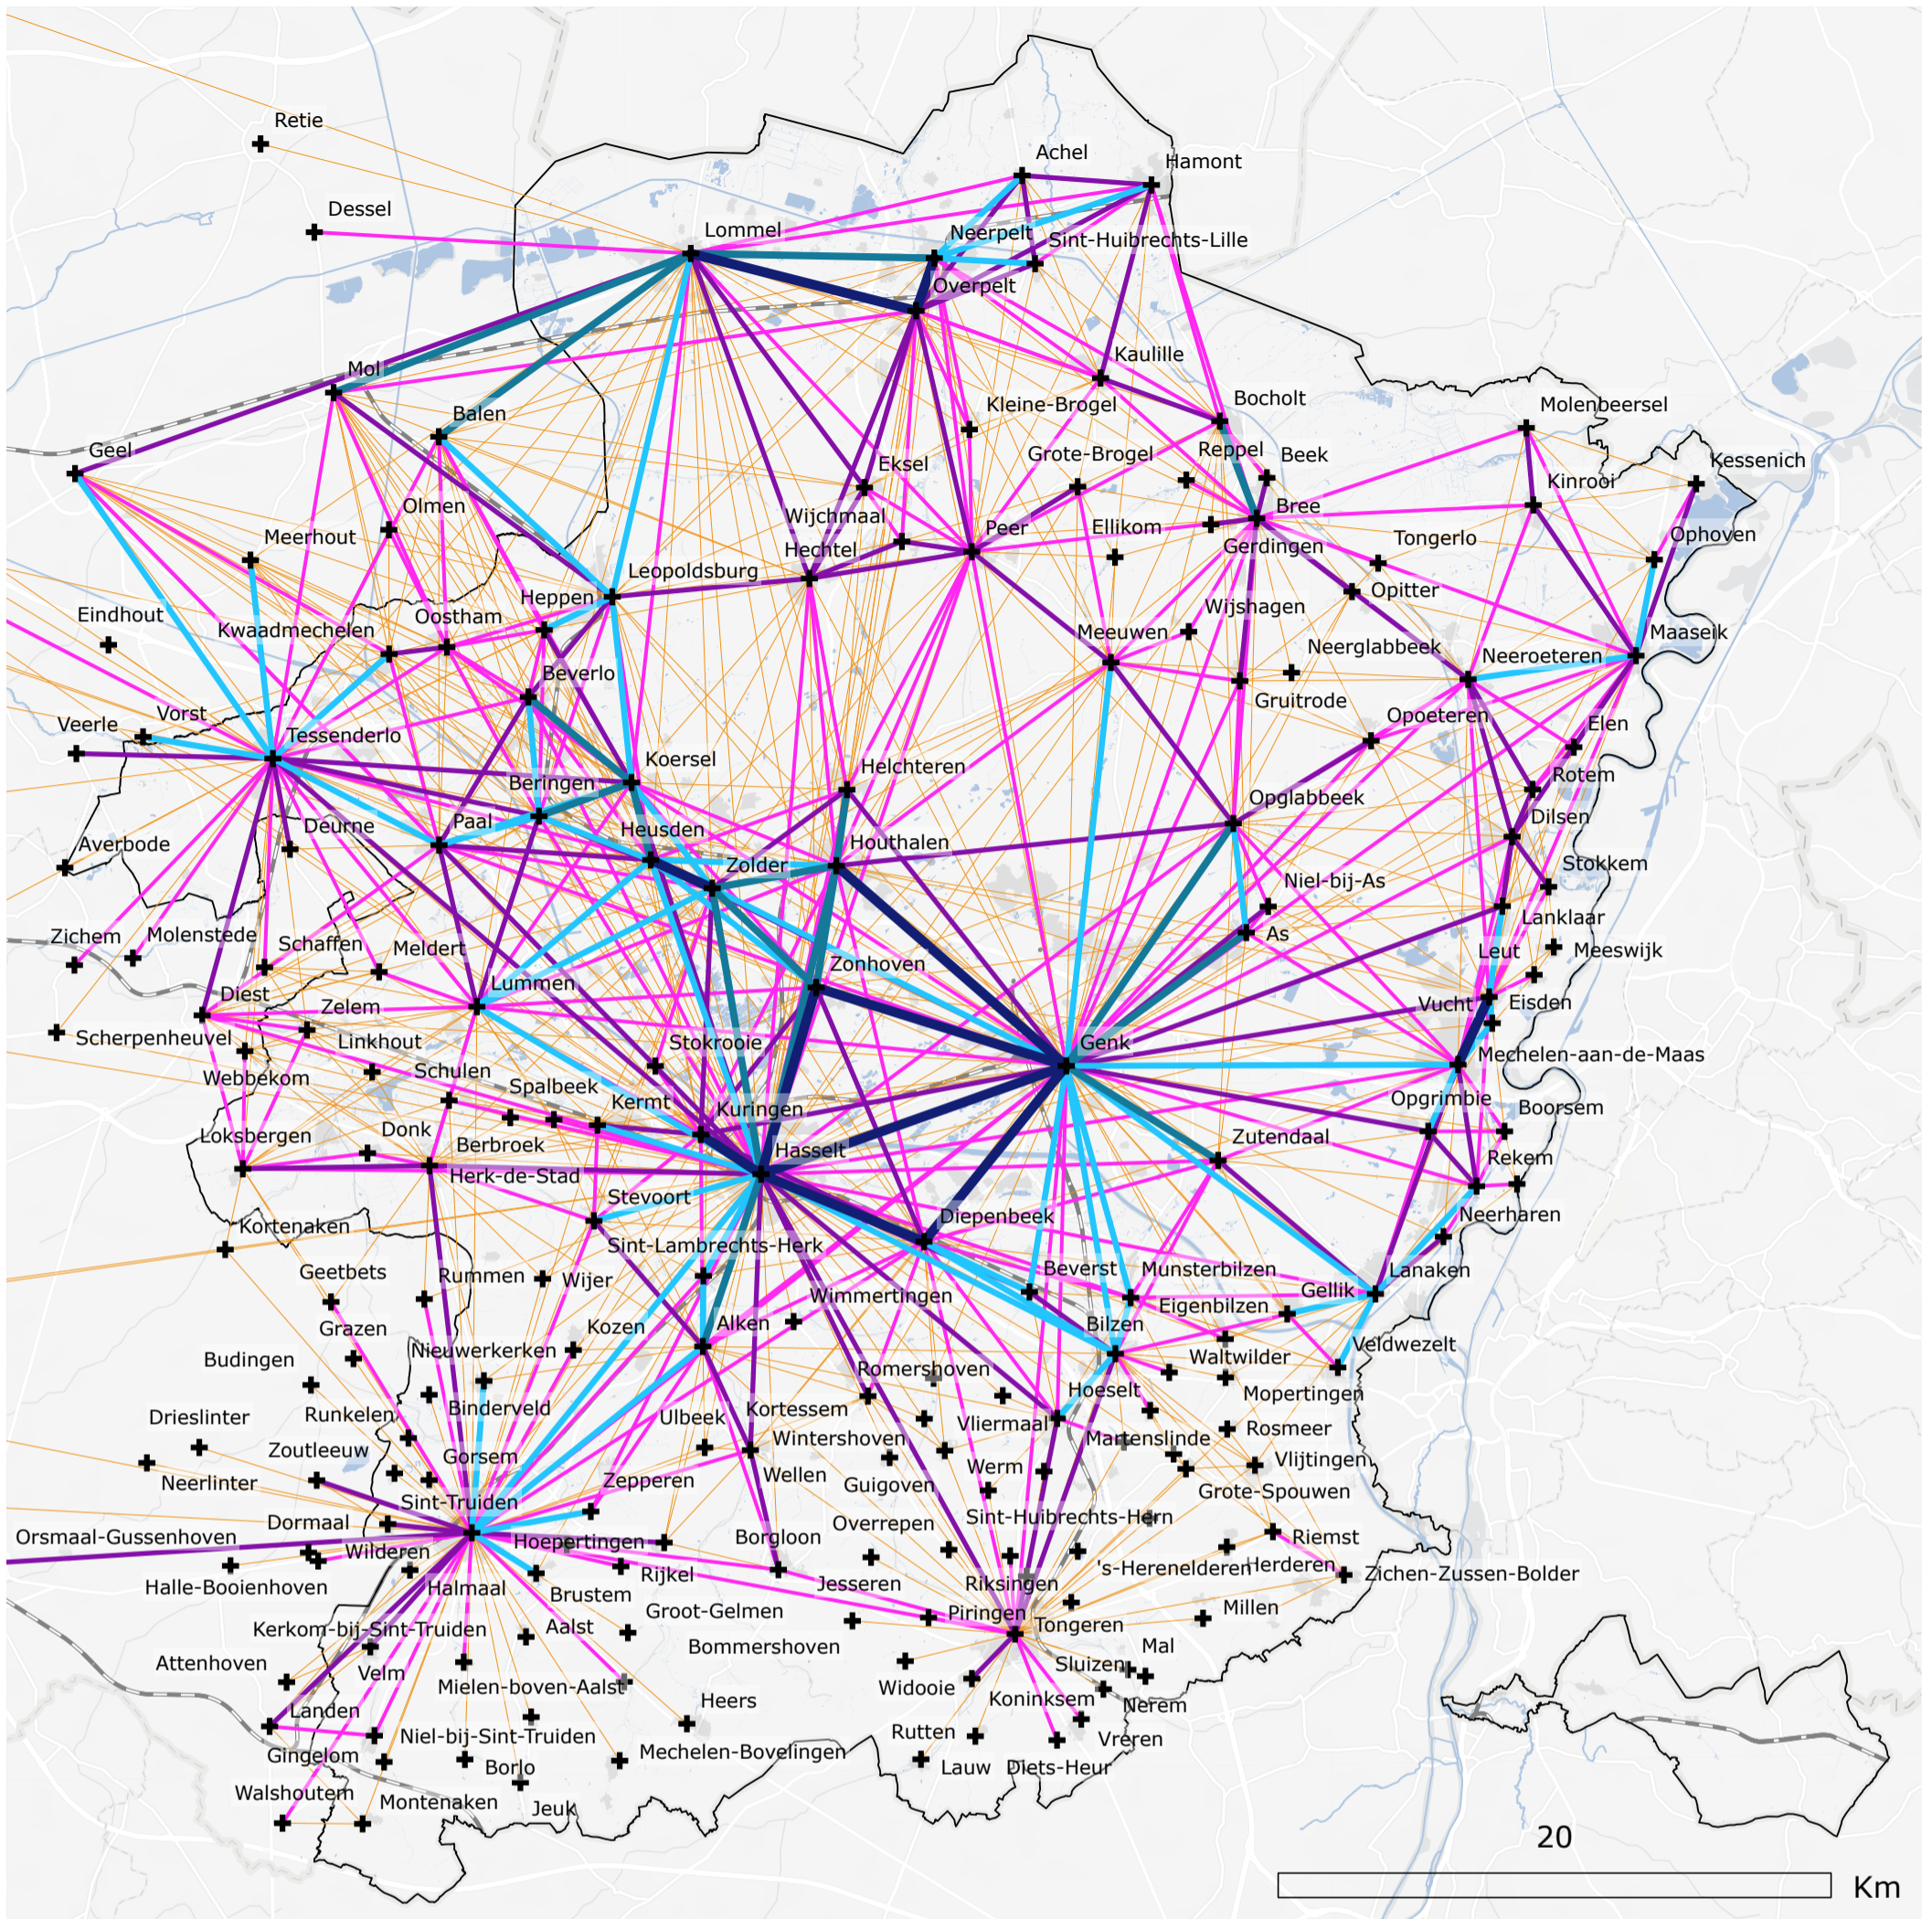 Retie
Achel
Hamont
Dessel
Lommel
Neerpelt
Sint-Huibrechts-Lille
Overpelt
Mol
Kaulille
Balen
Bocholt
Molenbeersel
Kleine-Brogel
Geel
Eksel
Grote-Brogel
Reppel
Beek
Kessenich
Kinrooi
Olmen
Wijchmaal
Peer
Ellikom
Bree
Meerhout
Hechtel
Gerdingen
Tongerlo
Ophoven
Leopoldsburg
Heppen
Opitter
Eindhout
Kwaadmechelen
Oostham
Wijshagen
Meeuwen
Neerglabbeek
Neeroeteren
Maaseik
Beverlo
Gruitrode
Veerle
Vorst
Tessenderlo
Opoeteren
Elen
Koersel
Helchteren
Beringen
Rotem
Opglabbeek
Deurne
Paal
Heusden
Dilsen
Averbode
Zolder
Houthalen
Stokkem
Niel-bij-As
Lanklaar
Zichem
Molenstede
Schaffen
Meldert
As
Leut
Meeswijk
Zonhoven
Diest
Lummen
Zelem
Vucht
Eisden
Scherpenheuvel
Linkhout
Stokrooie
Genk
Mechelen-aan-de-Maas
Webbekom
Schulen
Spalbeek
Kermt
Kuringen
Opgrimbie
Boorsem
Loksbergen
Donk
Berbroek
Hasselt
Zutendaal
Rekem
Herk-de-Stad
Stevoort
Kortenaken
Diepenbeek
Neerharen
Sint-Lambrechts-Herk
Geetbets
Rummen
Wijer
Beverst
Munsterbilzen
Lanaken
Wimmertingen
Eigenbilzen
Gellik
Grazen
Kozen
Alken
Bilzen
Budingen
Nieuwerkerken
Romershoven
Waltwilder
Veldwezelt
Hoeselt
Mopertingen
Drieslinter
Runkelen
Binderveld
Ulbeek
Kortessem
Vliermaal
Rosmeer
Zoutleeuw
Gorsem
Wintershoven
Martenslinde
Neerlinter
Zepperen
Wellen
Guigoven
Werm
Vlijtingen
Sint-Truiden
Grote-Spouwen
Orsmaal-Gussenhoven
Dormaal
Wilderen
Hoepertingen
Borgloon
Overrepen
Sint-Huibrechts-Hern
Riemst
Halle-Booienhoven
Halmaal
Brustem
Rijkel
Jesseren
Riksingen
's-Herenelderen
Herderen
Zichen-Zussen-Bolder
Kerkom-bij-Sint-Truiden
Aalst
Groot-Gelmen
Piringen
Tongeren
Millen
Attenhoven
Velm
Bommershoven
Mal
Mielen-boven-Aalst
Widooie
Sluizen
Landen
Heers
Koninksem
Nerem
Niel-bij-Sint-Truiden
Rutten
Vreren
Gingelom
Borlo
Mechelen-Bovelingen
Lauw
Diets-Heur
Walshoutem
Montenaken
Jeuk
20
Km